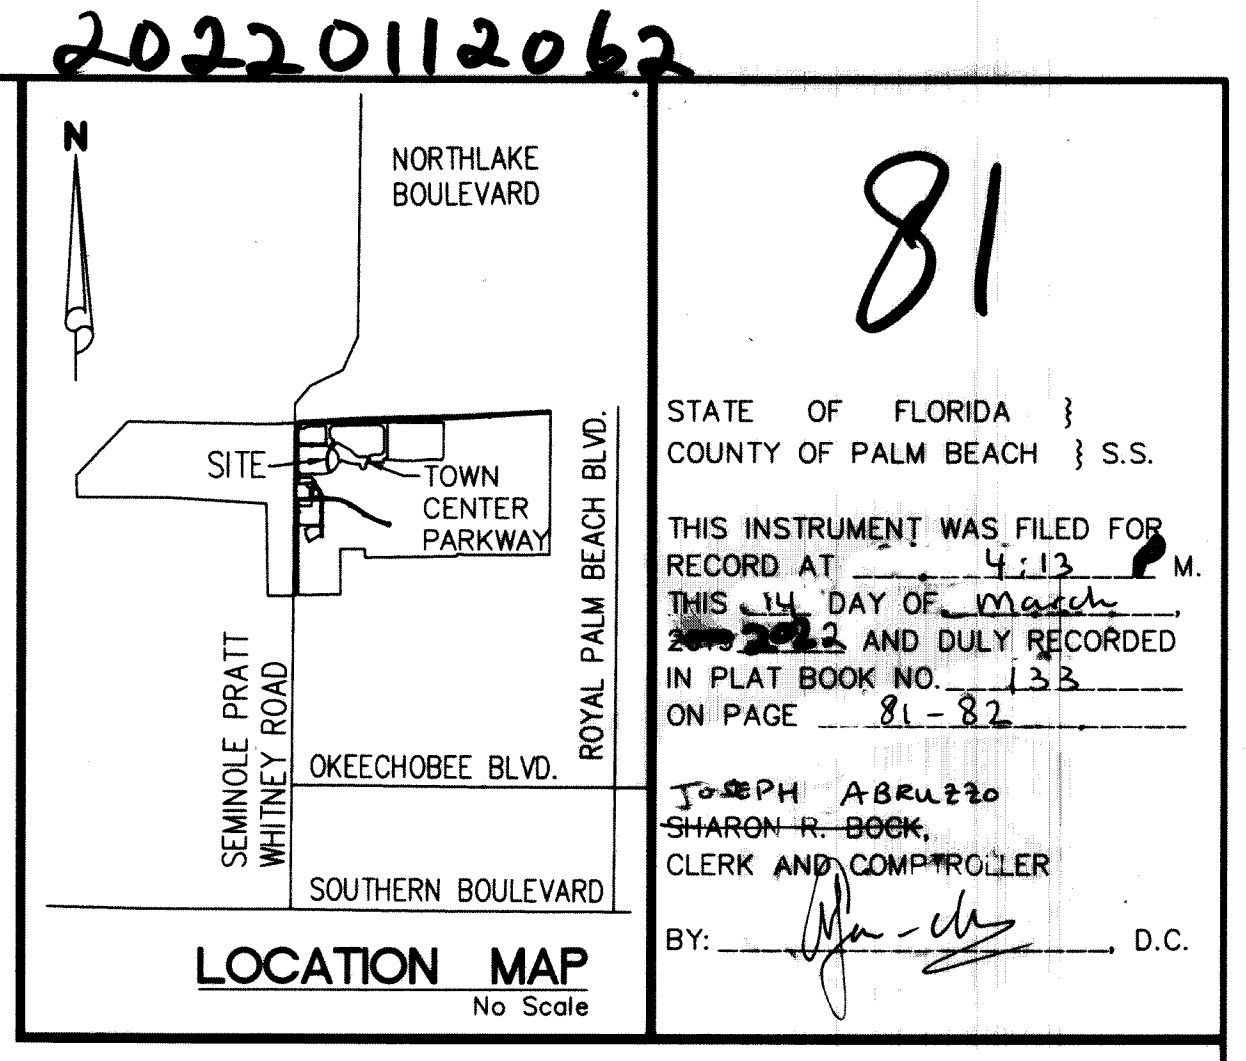 20220112062
N
NORTHLAKE
BOULEVARD
SITE
TOWN
CENTER
PARKWAY
ROYAL PALM BEACH BLVD.
SEMINOLE PRATT
WHITNEY ROAD
OKEECHOBEE BLVD.
SOUTHERN BOULEVARD
LOCATION MAP
No Scale
81
STATE OF FLORIDA }
COUNTY OF PALM BEACH } S.S.
THIS INSTRUMENT WAS FILED FOR
RECORD AT 4:13 P M.
THIS 14 DAY OF March,
2022 AND DULY RECORDED
IN PLAT BOOK NO. 133
ON PAGE 81-82
JOSEPH ABRUZZO
SHARON R. BOCK,
CLERK AND COMPTROLLER
BY: , D.C.